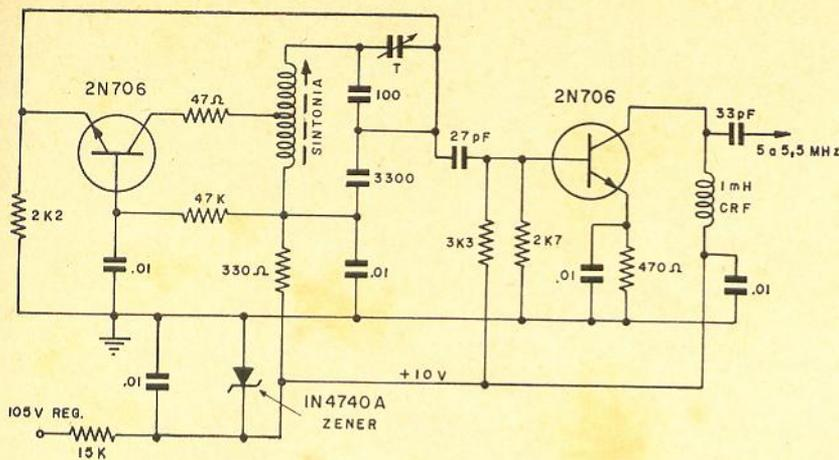 2N706
47Ω
SINTONIA
T
100
3300
27pF
2N706
33pF
5 a 5,5 MHz
1mH
CRF
2K2
47K
.01
330Ω
.01
3K3
2K7
.01
470Ω
.01
.01
+10V
IN4740A
ZENER
105V REG.
15K